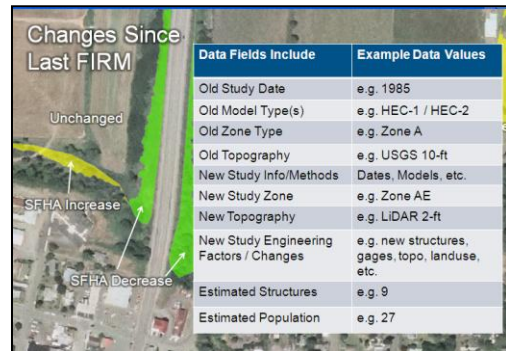 Changes Since
Last FIRM
Unchanged
SFHA Increase
SFHA Decrease
Data Fields Include Example Data Values
Old Study Date e.g. 1985
Old Model Type(s) e.g. HEC-1 / HEC-2
Old Zone Type e.g. Zone A
Old Topography e.g. USGS 10-ft
New Study Info/Methods Dates, Models, etc.
New Study Zone e.g. Zone AE
New Topography e.g. LiDAR 2-ft
New Study Engineering e.g. new structures,
Factors / Changes gages, topo, landuse,
etc.
Estimated Structures e.g. 9
Estimated Population e.g. 27